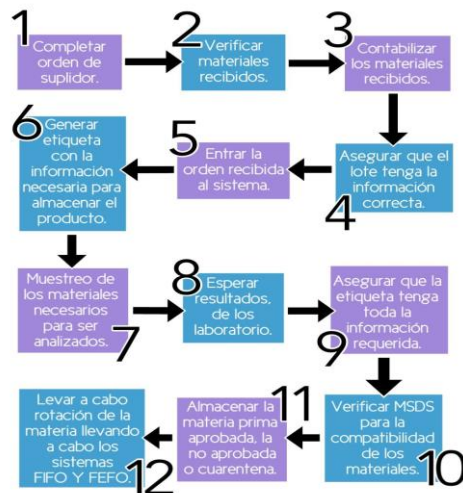 1
Completar
orden de
suplidor.
2
Verificar
materiales
recibidos.
3
Contabilizar
los materiales
recibidos.
4
Asegurar que el
lote tenga la
información
correcta.
5
Entrar la
orden recibida
al sistema.
6
Generar
etiqueta
con la
información
necesaria para
almacenar el
producto.
7
Muestreo de
los materiales
necesarios
para ser
analizados.
8
Esperar
resultados,
de los
laboratorio.
9
Asegurar que la
etiqueta tenga
toda la
información
requerida.
10
Verificar MSDS
para la
compatibilidad
de los
materiales.
11
Almacenar la
materia prima
aprobada, la
no aprobada
o cuarentena.
12
Levar a cabo
rotación de la
materia llevando
a cabo los
sistemas
FIFO Y FEFO.